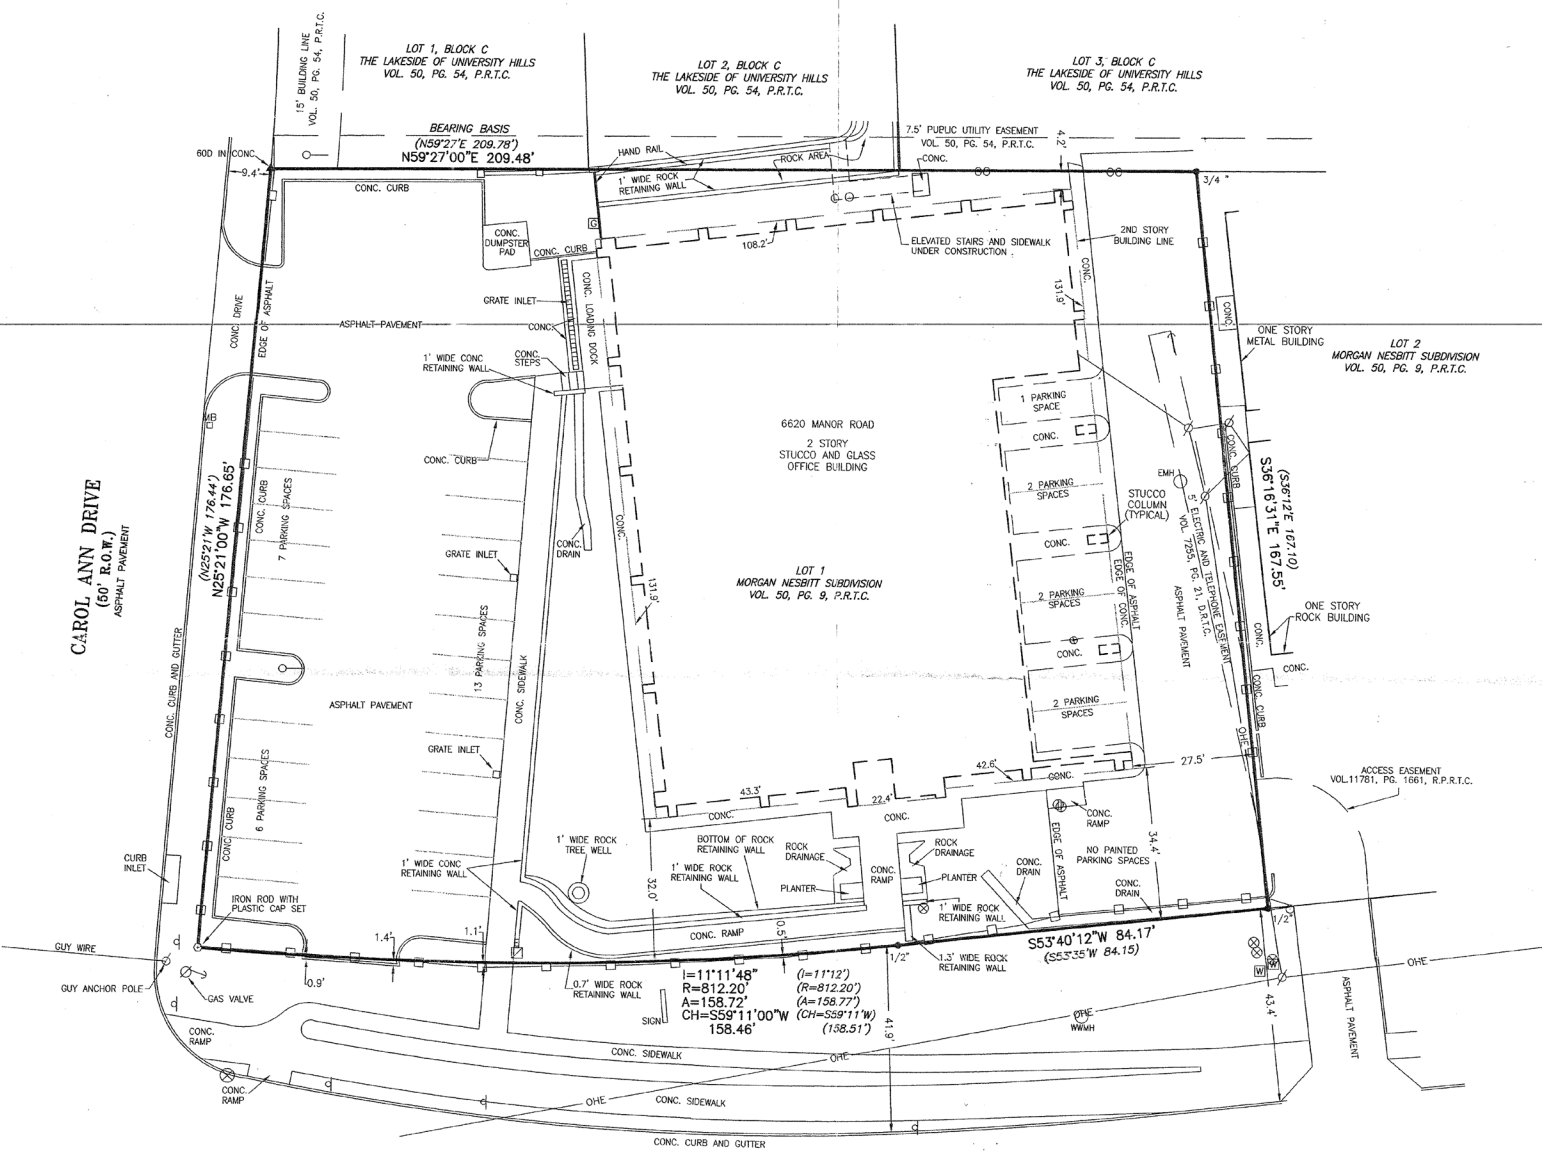 15' BUILDING LINE
VOL. 50, PG. 54, P.R.T.C.
LOT 1, BLOCK C
THE LAKESIDE OF UNIVERSITY HILLS
VOL. 50, PG. 54, P.R.T.C.
LOT 2, BLOCK C
THE LAKESIDE OF UNIVERSITY HILLS
VOL. 50, PG. 54, P.R.T.C.
LOT 3, BLOCK C
THE LAKESIDE OF UNIVERSITY HILLS
VOL. 50, PG. 54, P.R.T.C.
BEARING BASIS
(N59°27'E 209.78')
N59°27'00"E 209.48'
7.5' PUBLIC UTILITY EASEMENT
VOL. 50, PG. 54, P.R.T.C.
4.2'
60D IN CONC.
9.4'
CONC. CURB
HAND RAIL
1' WIDE ROCK
RETAINING WALL
ROCK AREA
CONC.
3/4 "
CONC.
DUMPSTER
PAD
CONC. CURB
G
108.2'
ELEVATED STAIRS AND SIDEWALK
UNDER CONSTRUCTION
2ND STORY
BUILDING LINE
CONC.
131.9'
CONC DRIVE
EDGE OF ASPHALT
ASPHALT PAVEMENT
GRATE INLET
CONC.
CONC. LOADING DOCK
1' WIDE CONC
RETAINING WALL
CONC.
STEPS
CONC.
ONE STORY
METAL BUILDING
LOT 2
MORGAN NESBITT SUBDIVISION
VOL. 50, PG. 9, P.R.T.C.
MB
CONC. CURB
6620 MANOR ROAD
2 STORY
STUCCO AND GLASS
OFFICE BUILDING
1 PARKING
SPACE
CONC.
2 PARKING
SPACES
CONC.
2 PARKING
SPACES
CONC.
2 PARKING
SPACES
STUCCO
COLUMN
(TYPICAL)
EMH
CONC. CURB
S36°16'31"E 167.55'
(S36°12'E 167.10)
5' ELECTRIC AND TELEPHONE EASEMENT
VOL. 7255, PG. 21, D.R.T.C.
ASPHALT PAVEMENT
EDGE OF ASPHALT
EDGE OF CONC.
CAROL ANN DRIVE
(50' R.O.W.)
ASPHALT PAVEMENT
(N25°21'W 176.44')
N25°21'00"W 176.65'
CONC. CURB
7 PARKING SPACES
GRATE INLET
CONC.
DRAIN
CONC.
131.9'
LOT 1
MORGAN NESBITT SUBDIVISION
VOL. 50, PG. 9, P.R.T.C.
ONE STORY
ROCK BUILDING
CONC.
CONC.
CONC. CURB
OHE
CONC. CURB AND GUTTER
13 PARKING SPACES
CONC. SIDEWALK
ASPHALT PAVEMENT
GRATE INLET
6 PARKING SPACES
CONC. CURB
43.3'
CONC.
22.4'
CONC.
42.6'
CONC.
27.5'
ACCESS EASEMENT
VOL.11781, PG. 1661, R.P.R.T.C.
CONC.
RAMP
EDGE OF ASPHALT
34.4'
NO PAINTED
PARKING SPACES
CURB
INLET
1' WIDE ROCK
TREE WELL
BOTTOM OF ROCK
RETAINING WALL
ROCK
DRAINAGE
ROCK
DRAINAGE
1' WIDE CONC
RETAINING WALL
1' WIDE ROCK
RETAINING WALL
32.0'
PLANTER
CONC.
RAMP
PLANTER
CONC.
DRAIN
CONC.
DRAIN
IRON ROD WITH
PLASTIC CAP SET
1' WIDE ROCK
RETAINING WALL
1/2"
CONC. RAMP
0.5'
S53°40'12"W 84.17'
(S53°35'W 84.15)
GUY WIRE
1.4'
1.1'
1/2"
1.3' WIDE ROCK
RETAINING WALL
OHE
GUY ANCHOR POLE
GAS VALVE
0.9'
0.7' WIDE ROCK
RETAINING WALL
I=11°11'48"
R=812.20'
A=158.72'
CH=S59°11'00"W
158.46'
(I=11°12')
(R=812.20')
(A=158.77')
(CH=S59°11'W)
(158.51')
W
W
43.4'
41.9'
SIGN
OHE
WWMH
ASPHALT PAVEMENT
CONC.
RAMP
CONC. SIDEWALK
OHE
CONC.
RAMP
OHE
CONC. SIDEWALK
CONC. CURB AND GUTTER